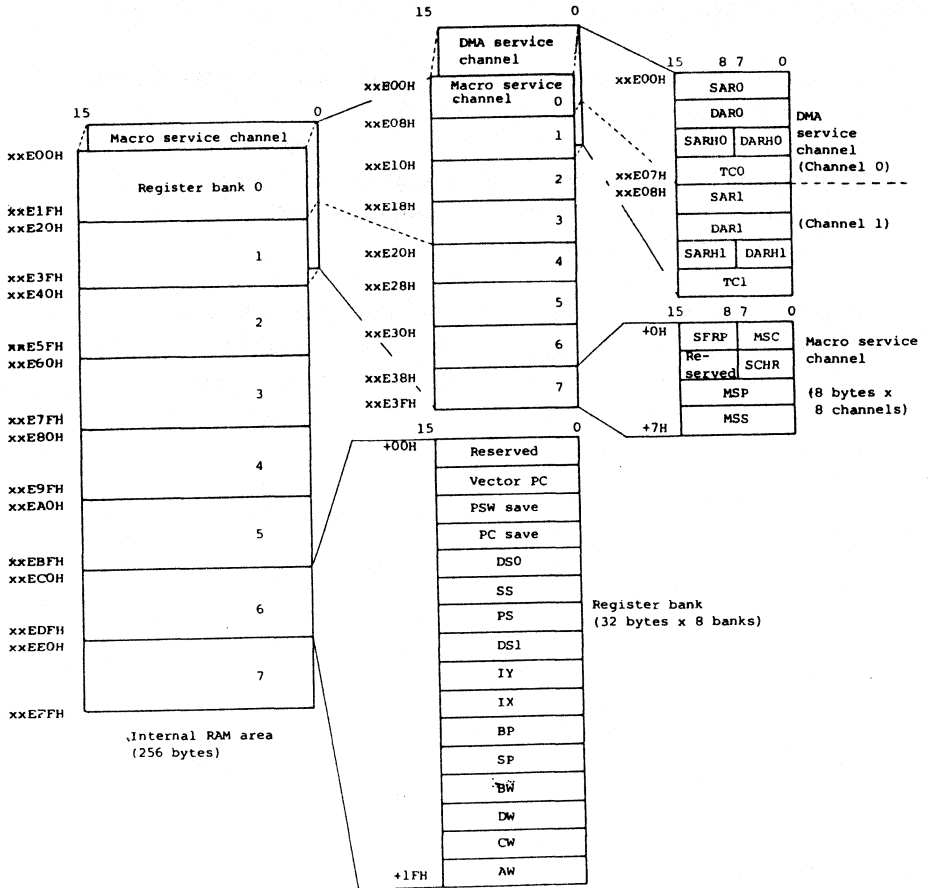 15 0
Macro service channel
xxE00H
Register bank 0
xxE1FH
xxE20H
1
xxE3FH
xxE40H
2
xxE5FH
xxE60H
3
xxE7FH
xxE80H
4
xxE9FH
xxEA0H
5
xxEBFH
xxEC0H
6
xxEDFH
xxEE0H
7
xxEFFH
Internal RAM area
(256 bytes)
15 0
DMA service
channel
xxE00H
Macro service
channel 0
xxE08H
1
xxE10H
2
xxE18H
3
xxE20H
4
xxE28H
5
xxE30H
6
xxE38H
7
xxE3FH
15 8 7 0
xxE00H
SAR0
DAR0
SARH0 DARH0
xxE07H
TC0
xxE08H
SAR1
DAR1
SARH1 DARH1
TC1
DMA
service
channel
(Channel 0)
(Channel 1)
15 8 7 0
+0H
SFRP MSC
Re-
served SCHR
MSP
MSS
+7H
Macro service
channel
(8 bytes x
8 channels)
15 0
+00H
Reserved
Vector PC
PSW save
PC save
DS0
SS
PS
DS1
IY
IX
BP
SP
BW
DW
CW
AW
+1FH
Register bank
(32 bytes x 8 banks)